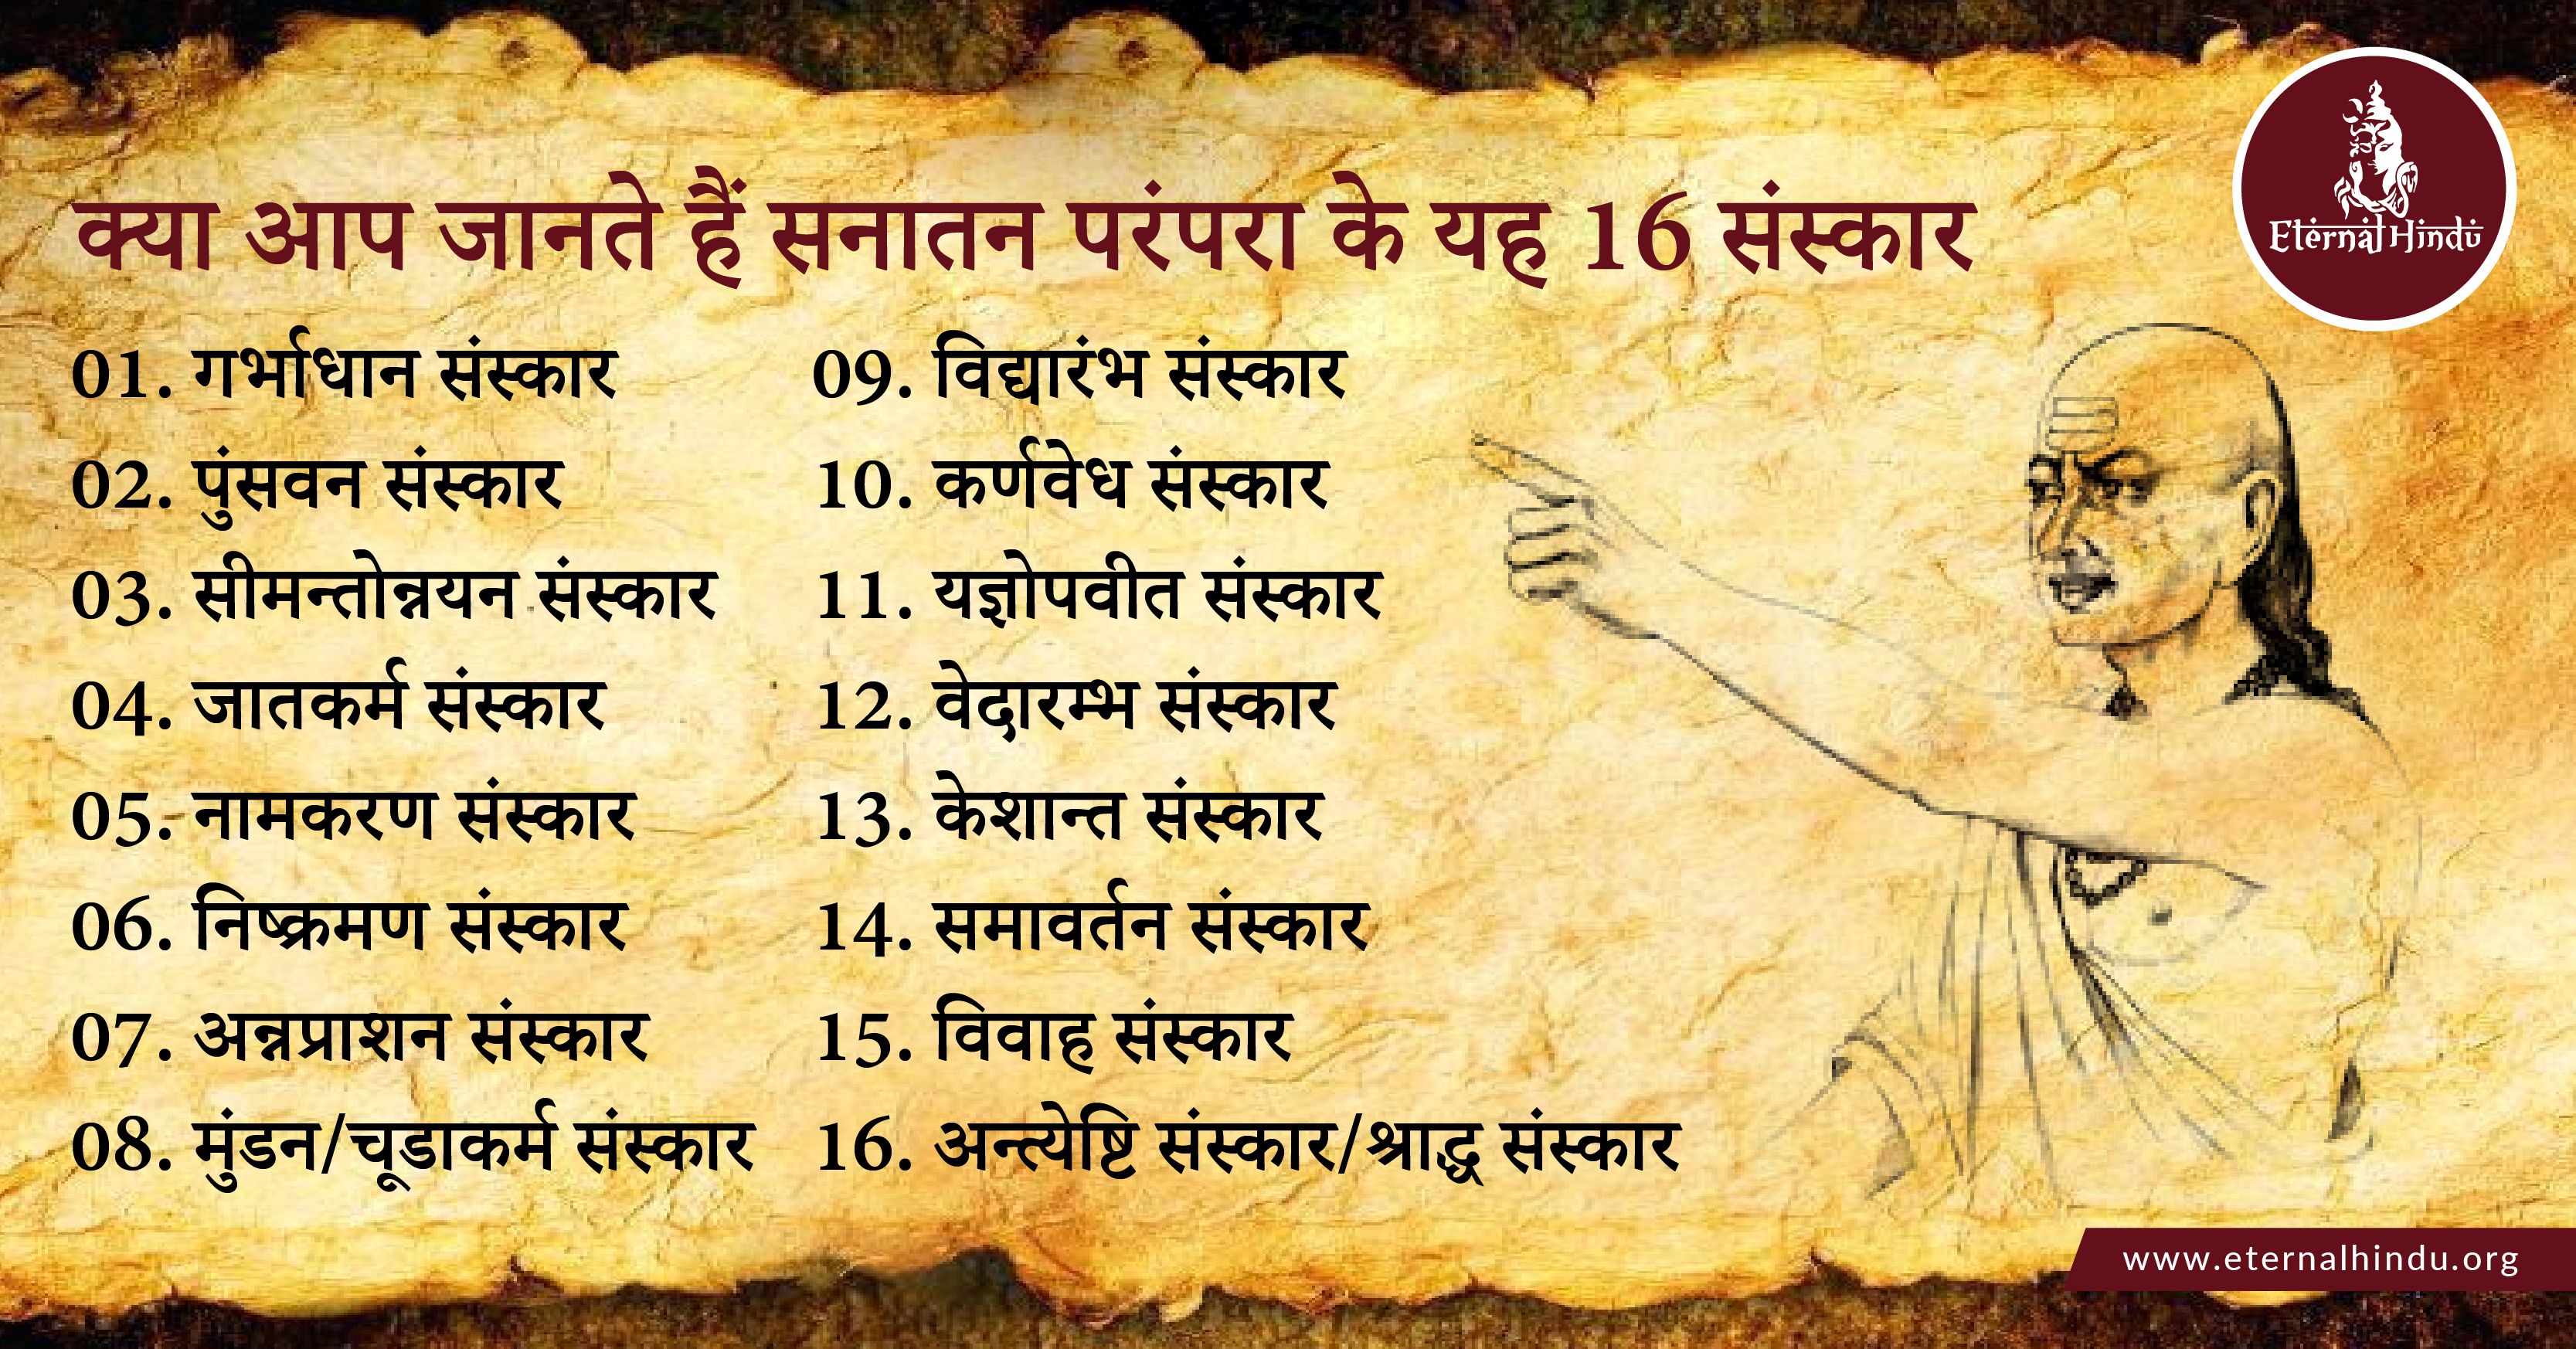 क्या आप जानते हैं सनातन परंपरा के यह 16 संस्कार
Eternal Hindu
01. गर्भाधान संस्कार
02. पुंसवन संस्कार
03. सीमन्तोन्नयन संस्कार
04. जातकर्म संस्कार
05. नामकरण संस्कार
06. निष्क्रमण संस्कार
07. अन्नप्राशन संस्कार
08. मुंडन/चूडाकर्म संस्कार
09. विद्यारंभ संस्कार
10. कर्णवेध संस्कार
11. यज्ञोपवीत संस्कार
12. वेदारम्भ संस्कार
13. केशान्त संस्कार
14. समावर्तन संस्कार
15. विवाह संस्कार
16. अन्त्येष्टि संस्कार/श्राद्ध संस्कार
www.eternalhindu.org